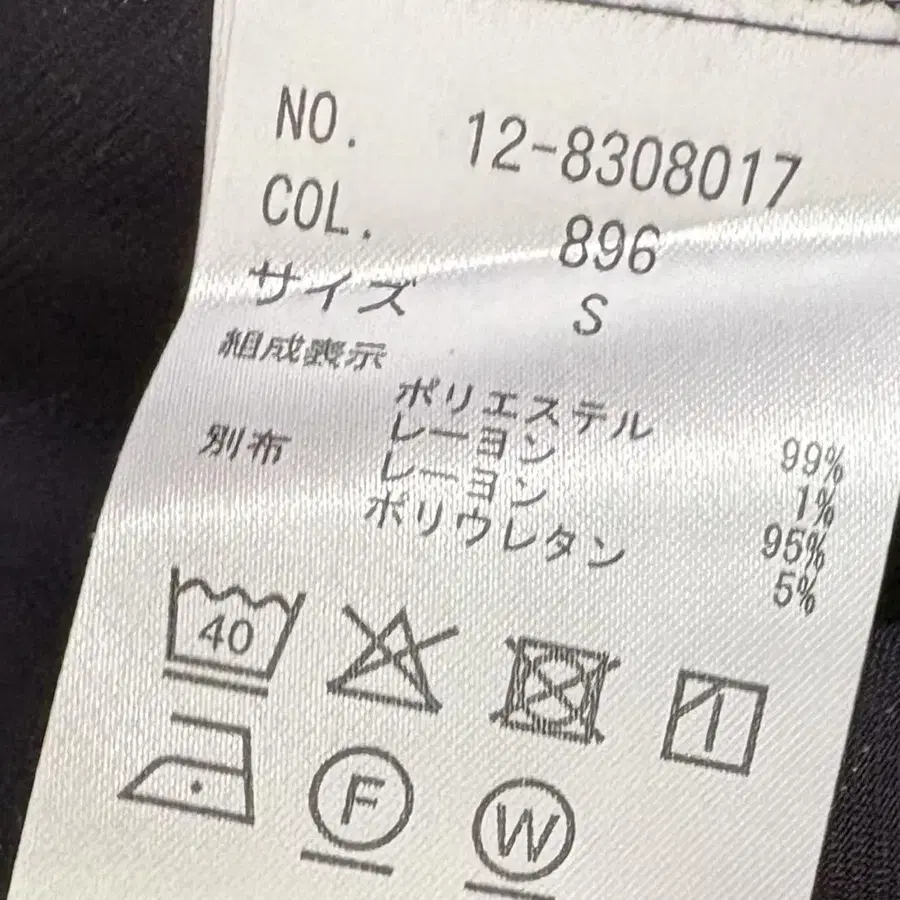 NO. 12-8308017
COL. 896
サイズ S
組成表示
ポリエステル 99%
レーヨン 1%
別布 レーヨン 95%
ポリウレタン 5%
40
F
W